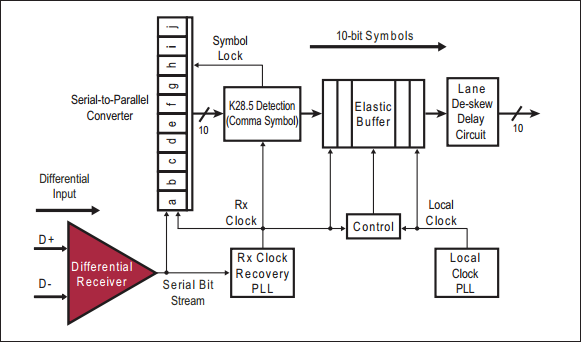 10-bit Symbols
Symbol
Lock
j
i
h
g
f
e
d
c
b
a
Serial-to-Parallel
Converter
10
K28.5 Detection
(Comma Symbol)
Elastic
Buffer
Lane
De-skew
Delay
Circuit
10
Differential
Input
Rx
Clock
Control
Local
Clock
D+
D-
Differential
Receiver
Serial Bit
Stream
Rx Clock
Recovery
PLL
Local
Clock
PLL